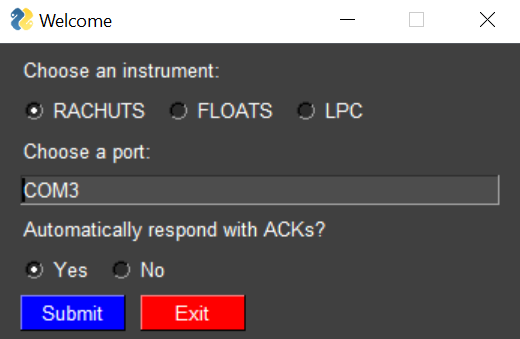 Welcome
Choose an instrument:
RACHUTS FLOATS LPC
Choose a port:
COM3
Automatically respond with ACKs?
Yes No
Submit Exit